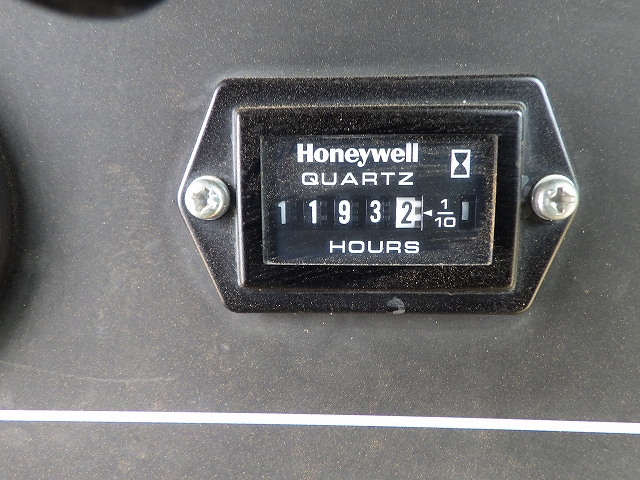 Honeywell
QUARTZ
1 1 9 3 2 ◄ 1/10
HOURS